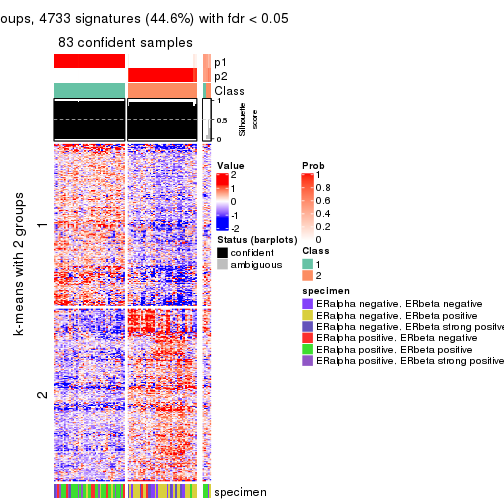 oups, 4733 signatures (44.6%) with fdr < 0.05
83 confident samples
p1
p2
Class
1
0.5
0
Silhouette
score
k-means with 2 groups
1
2
specimen
Value
2
1
0
-1
-2
Status (barplots)
confident
ambiguous
Prob
1
0.8
0.6
0.4
0.2
0
Class
1
2
specimen
ERalpha negative. ERbeta negative
ERalpha negative. ERbeta positive
ERalpha negative. ERbeta strong positive
ERalpha positive. ERbeta negative
ERalpha positive. ERbeta positive
ERalpha positive. ERbeta strong positive